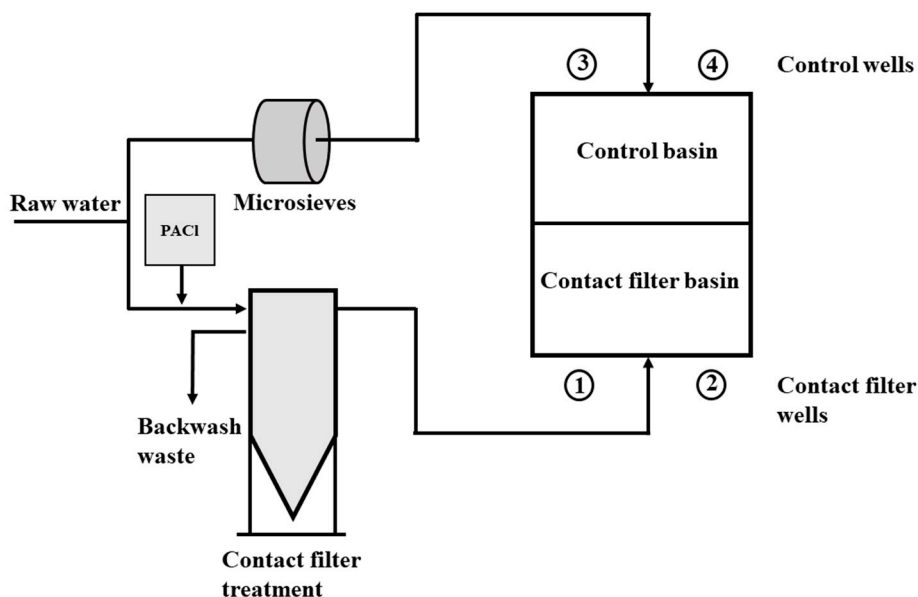 ③ ④ Control wells
Control basin
Microsieves
Raw water
PACl
Contact filter basin
① ② Contact filter
wells
Backwash
waste
Contact filter
treatment